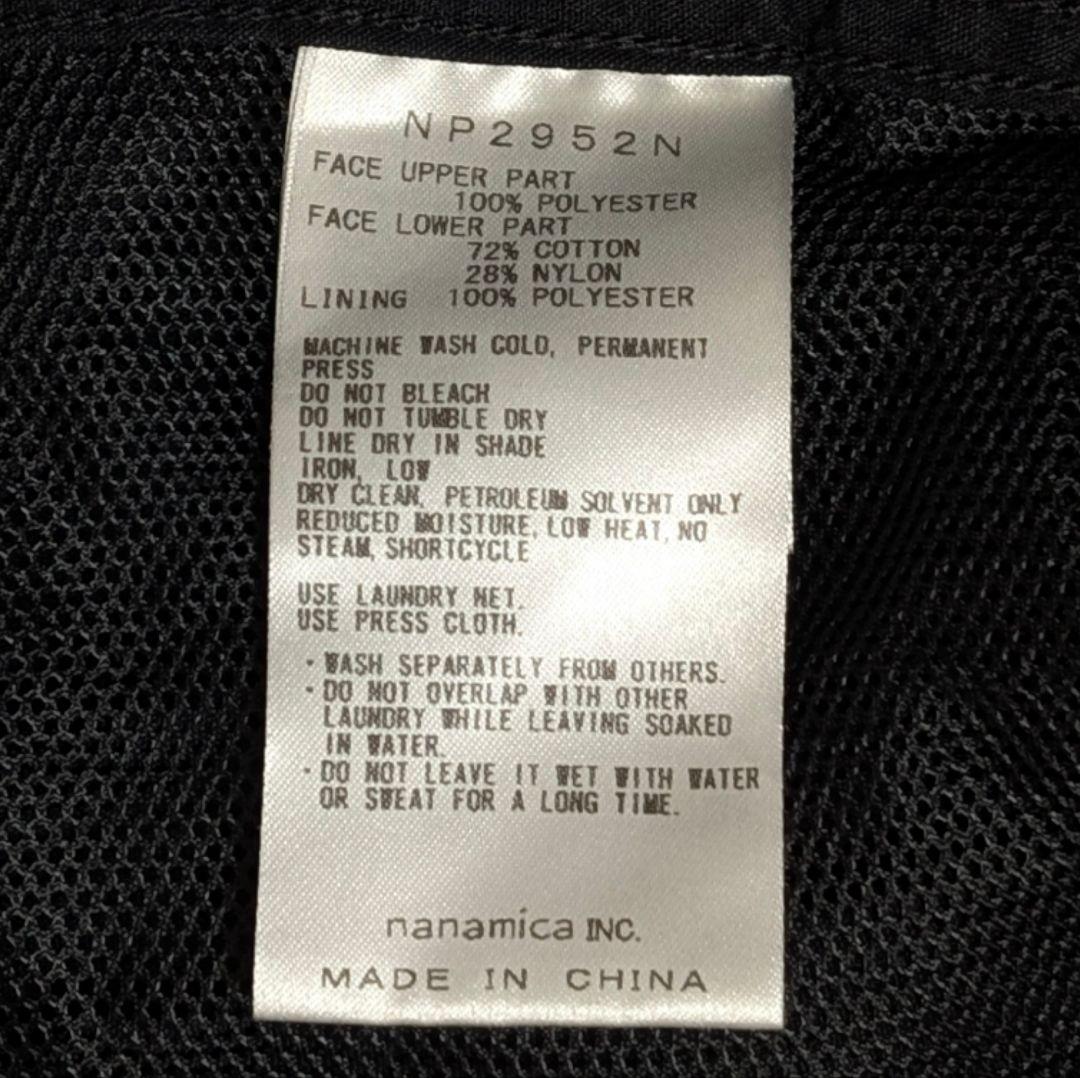 NP2952N
FACE UPPER PART
100% POLYESTER
FACE LOWER PART
72% COTTON
28% NYLON
LINING 100% POLYESTER
MACHINE WASH COLD, PERMANENT
PRESS
DO NOT BLEACH
DO NOT TUMBLE DRY
LINE DRY IN SHADE
IRON, LOW
DRY CLEAN, PETROLEUM SOLVENT ONLY
REDUCED MOISTURE, LOW HEAT, NO
STEAM, SHORTCYCLE
USE LAUNDRY NET.
USE PRESS CLOTH.
・WASH SEPARATELY FROM OTHERS.
・DO NOT OVERLAP WITH OTHER
LAUNDRY WHILE LEAVING SOAKED
IN WATER.
・DO NOT LEAVE IT WET WITH WATER
OR SWEAT FOR A LONG TIME.
nanamica INC.
MADE IN CHINA